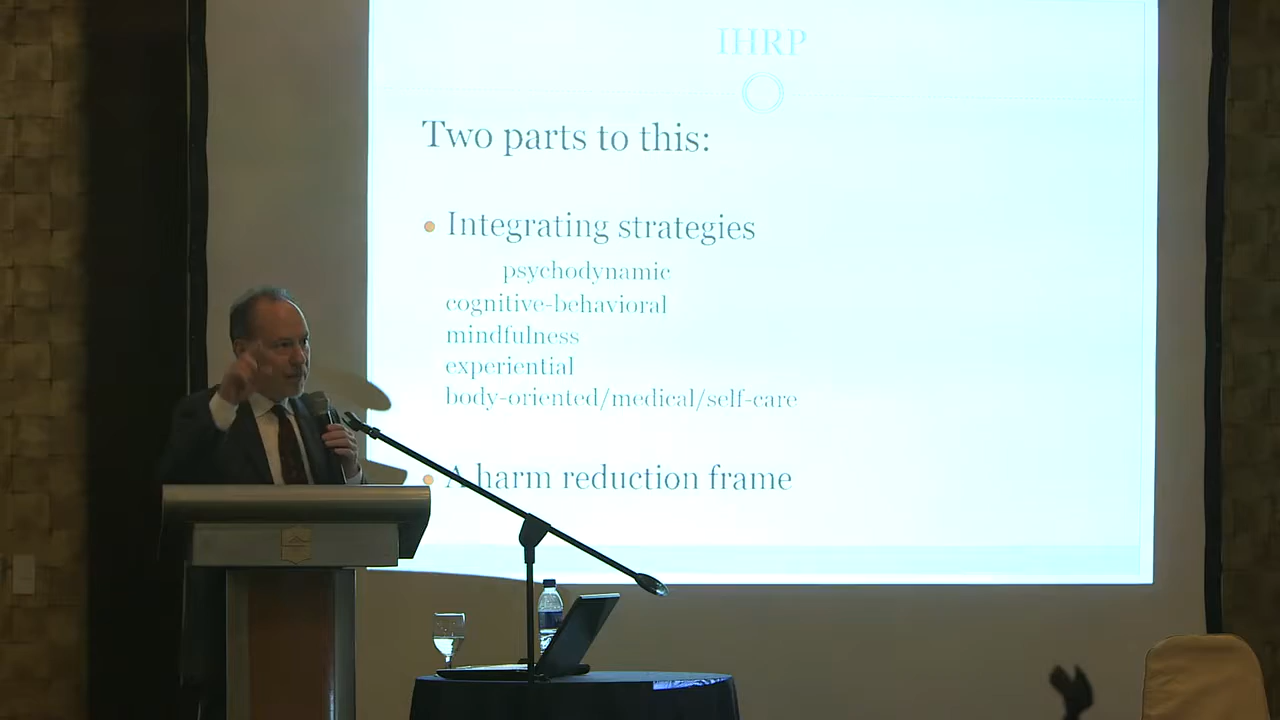 IHRP
Two parts to this:
Integrating strategies
psychodynamic
cognitive-behavioral
mindfulness
experiential
body-oriented/medical/self-care
A harm reduction frame